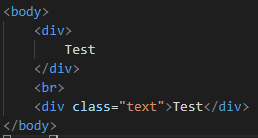 <body>
    <div>
        Test
    </div>
    <br>
    <div class="text">Test</div>
</body>